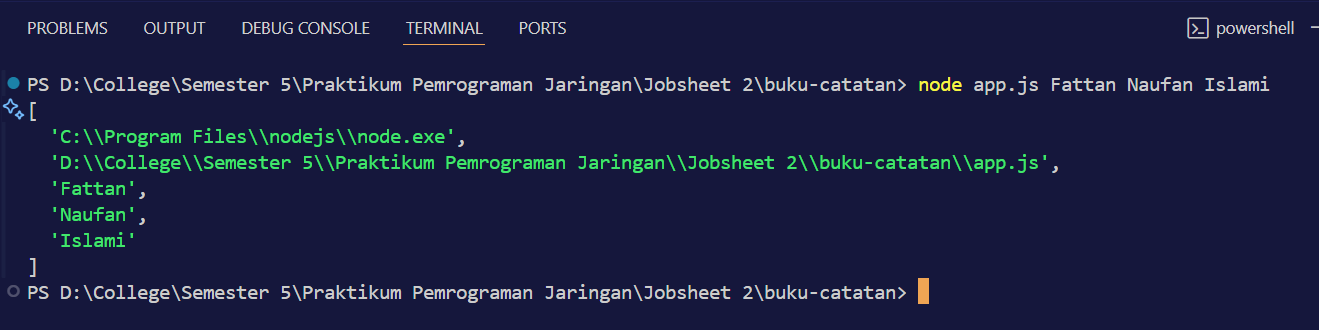 PROBLEMS OUTPUT DEBUG CONSOLE TERMINAL PORTS powershell
PS D:\College\Semester 5\Praktikum Pemrograman Jaringan\Jobsheet 2\buku-catatan> node app.js Fattan Naufan Islami
[
  'C:\\Program Files\\nodejs\\node.exe',
  'D:\\College\\Semester 5\\Praktikum Pemrograman Jaringan\\Jobsheet 2\\buku-catatan\\app.js',
  'Fattan',
  'Naufan',
  'Islami'
]
PS D:\College\Semester 5\Praktikum Pemrograman Jaringan\Jobsheet 2\buku-catatan>